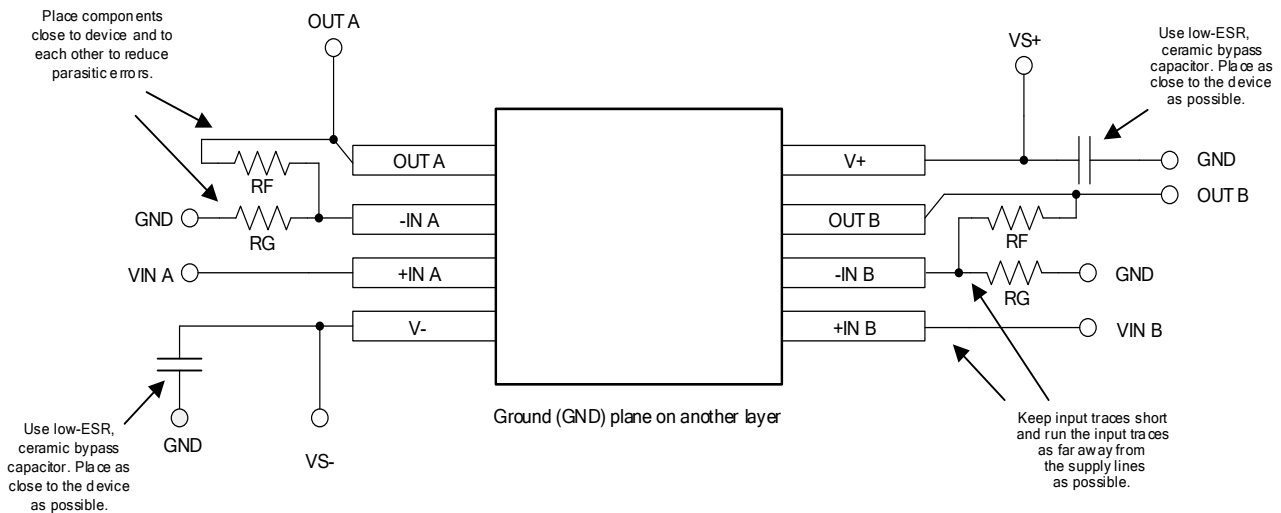 Place components
close to device and to
each other to reduce
parasitic errors.
OUT A
VS+
Use low-ESR,
ceramic bypass
capacitor. Place as
close to the device
as possible.
OUT A
V+
GND
RF
OUT B
OUT B
GND
-IN A
RF
RG
VIN A
+IN A
-IN B
GND
RG
V-
+IN B
VIN B
Ground (GND) plane on another layer
Use low-ESR,
ceramic bypass
capacitor. Place as
close to the device
as possible.
GND
VS-
Keep input traces short
and run the input traces
as far away from
the supply lines
as possible.